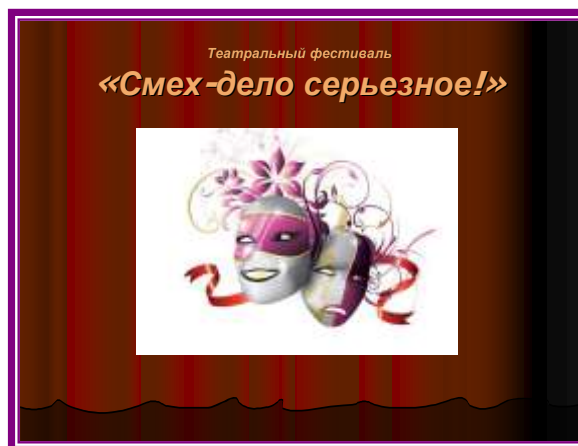 Театральный фестиваль
«Смех-дело серьезное!»